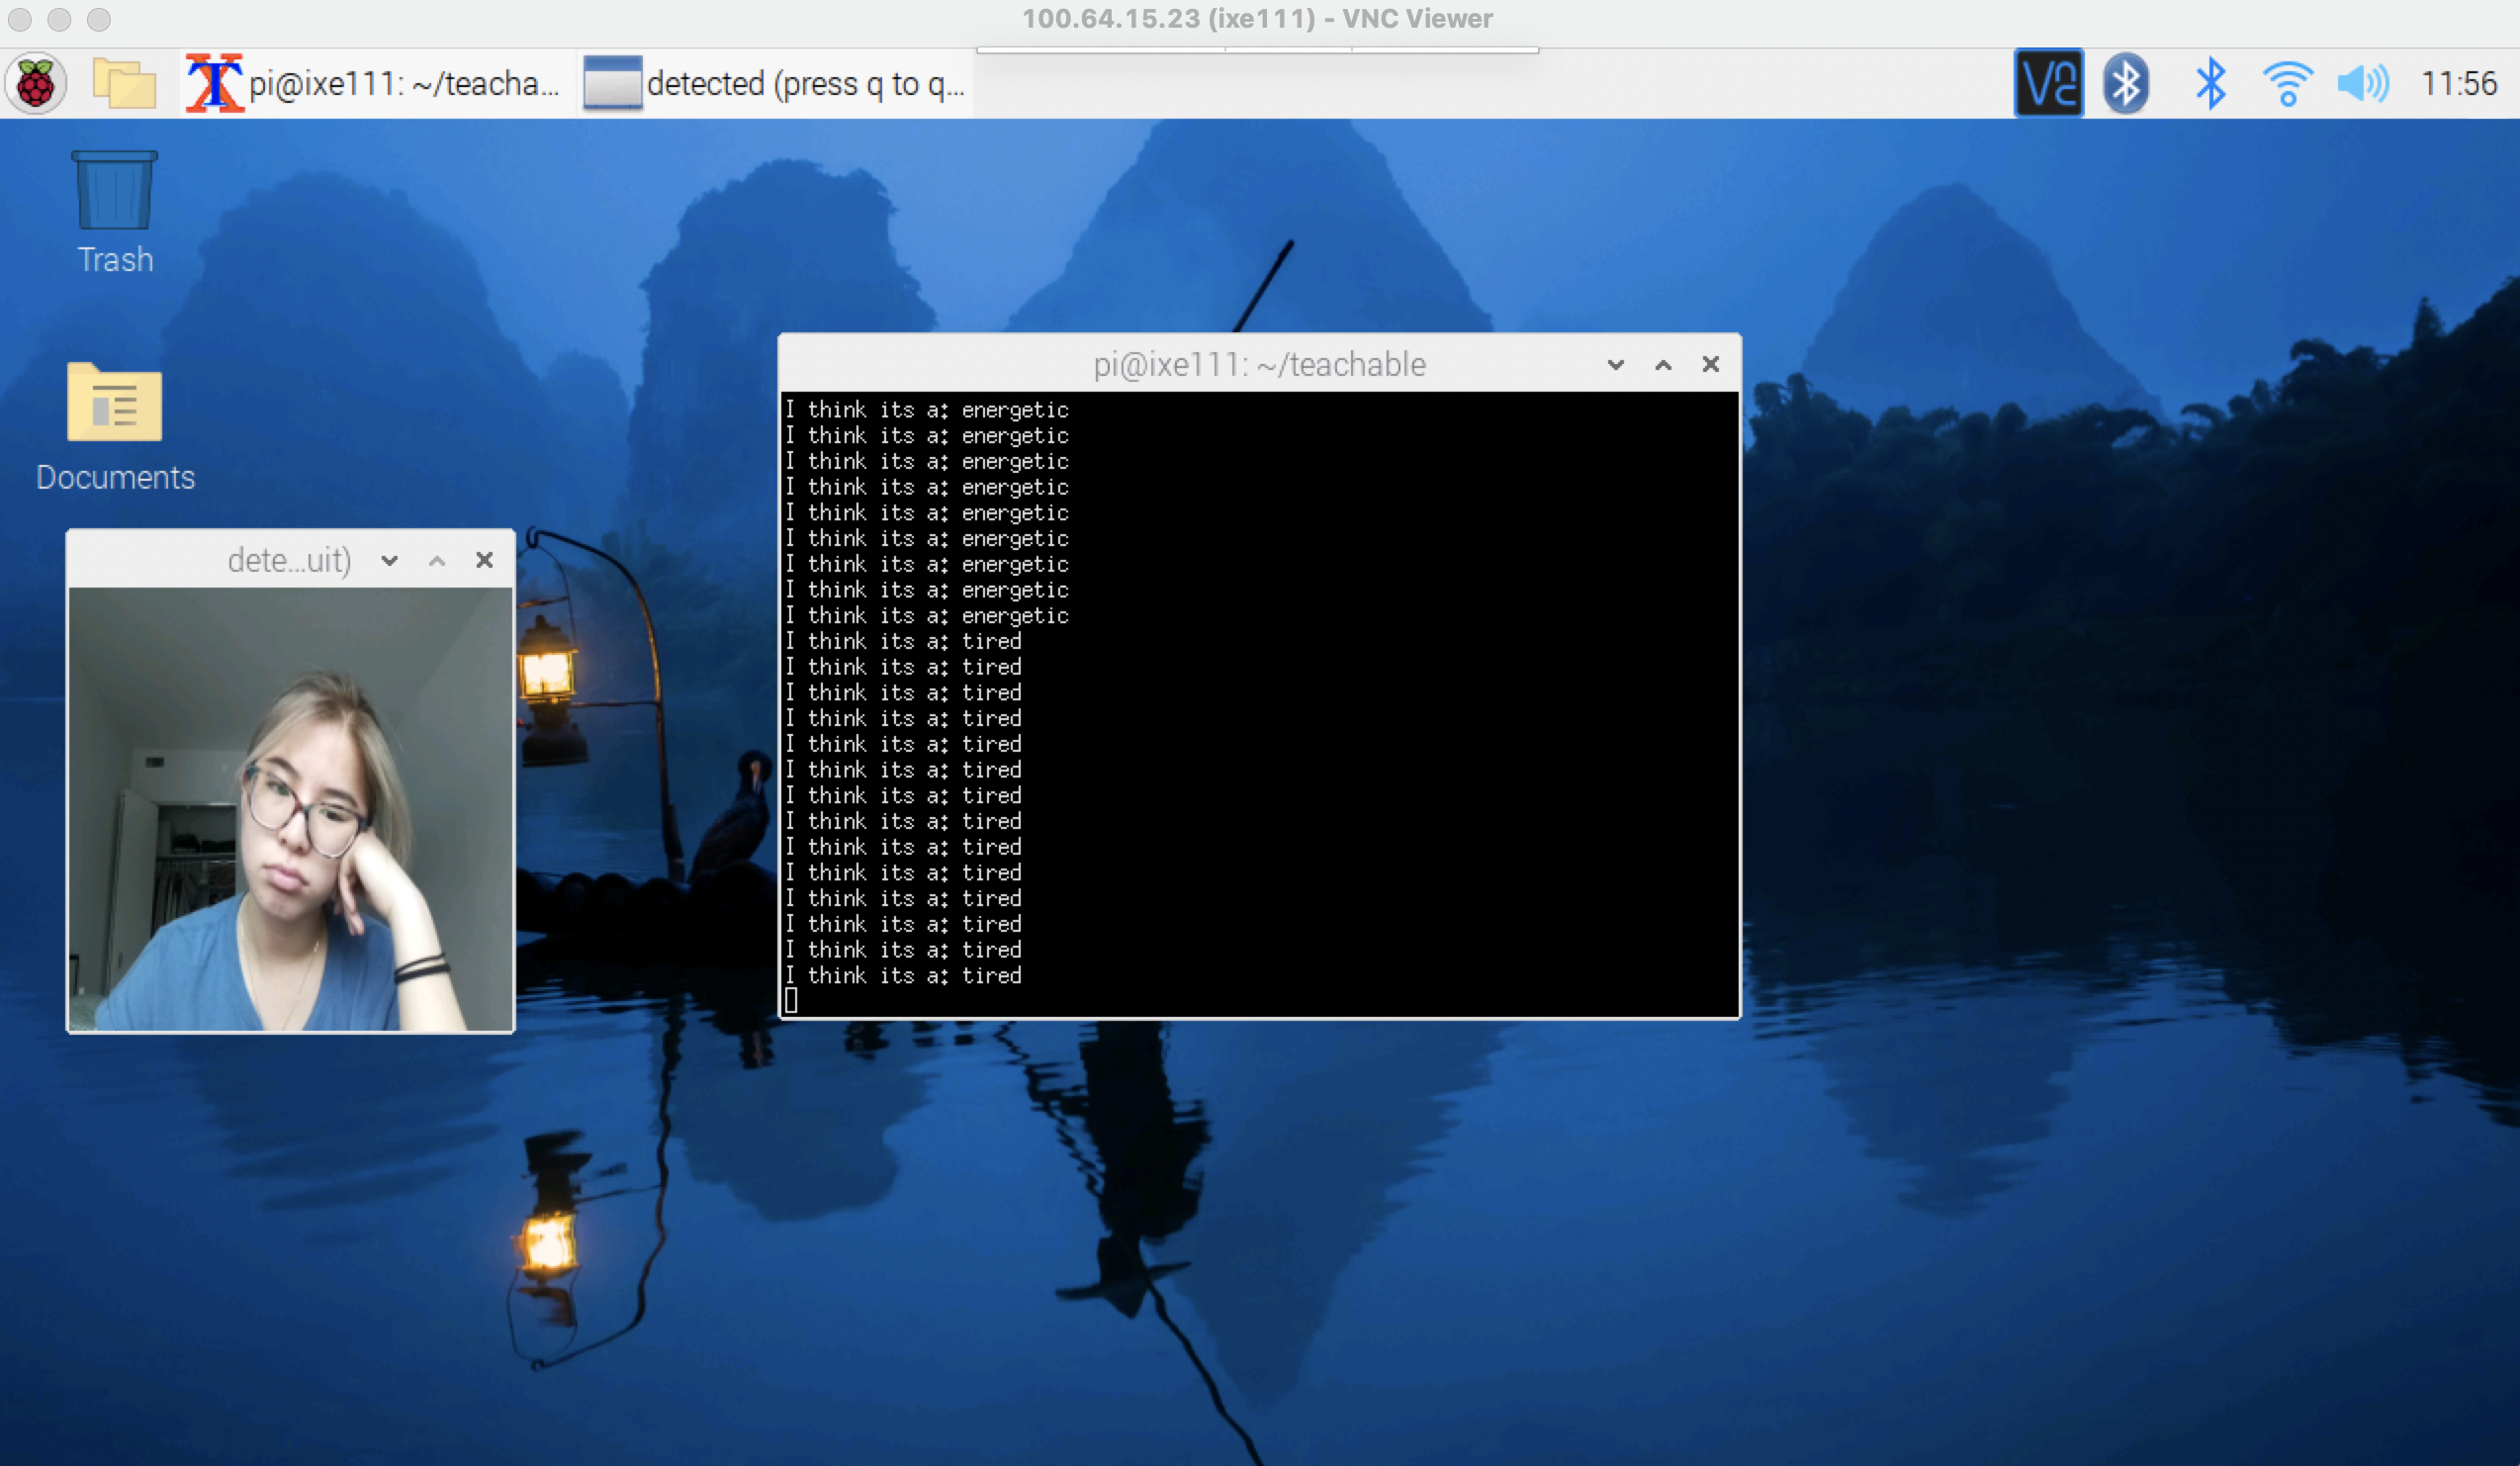 100.64.15.23 (ixe111) - VNC Viewer
pi@ixe111: ~/teacha...
detected (press q to q...
11:56
Trash
Documents
dete...uit)
pi@ixe111: ~/teachable
I think its a: energetic
I think its a: energetic
I think its a: energetic
I think its a: energetic
I think its a: energetic
I think its a: energetic
I think its a: energetic
I think its a: energetic
I think its a: energetic
I think its a: tired
I think its a: tired
I think its a: tired
I think its a: tired
I think its a: tired
I think its a: tired
I think its a: tired
I think its a: tired
I think its a: tired
I think its a: tired
I think its a: tired
I think its a: tired
I think its a: tired
I think its a: tired